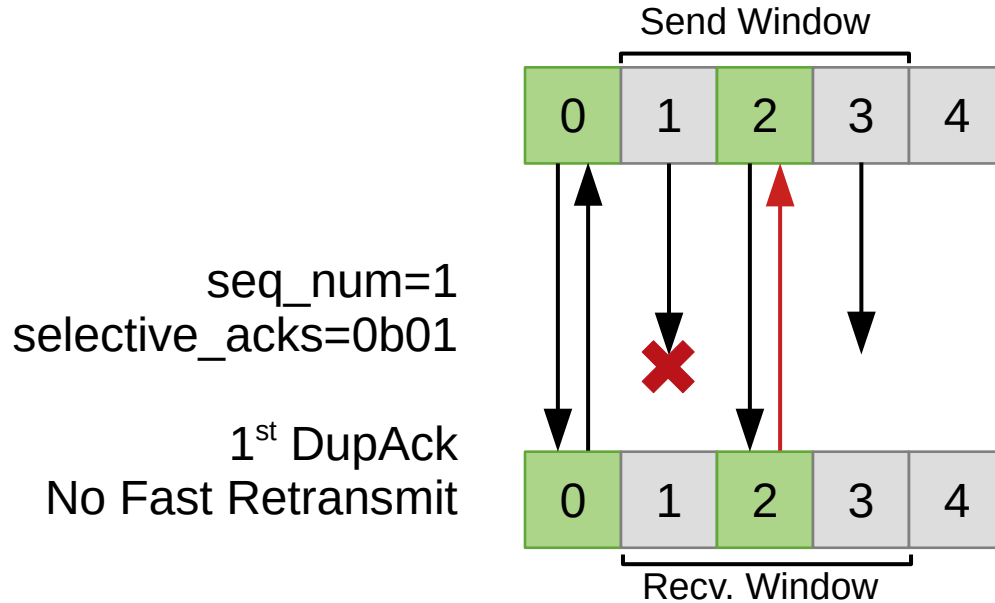 Send Window
0 1 2 3 4
seq_num=1
selective_acks=0b01
1st DupAck
No Fast Retransmit
0 1 2 3 4
Recv. Window